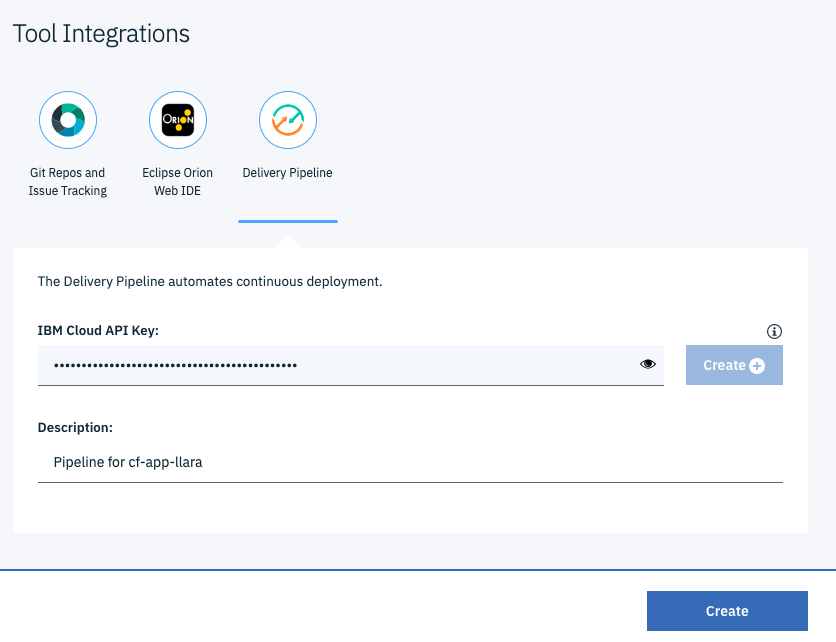 Tool Integrations
ORION
Git Repos and
Issue Tracking
Eclipse Orion
Web IDE
Delivery Pipeline
The Delivery Pipeline automates continuous deployment.
IBM Cloud API Key:
••••••••••••••••••••••••••••••••••••••••••••
Create
Description:
Pipeline for cf-app-llara
Create